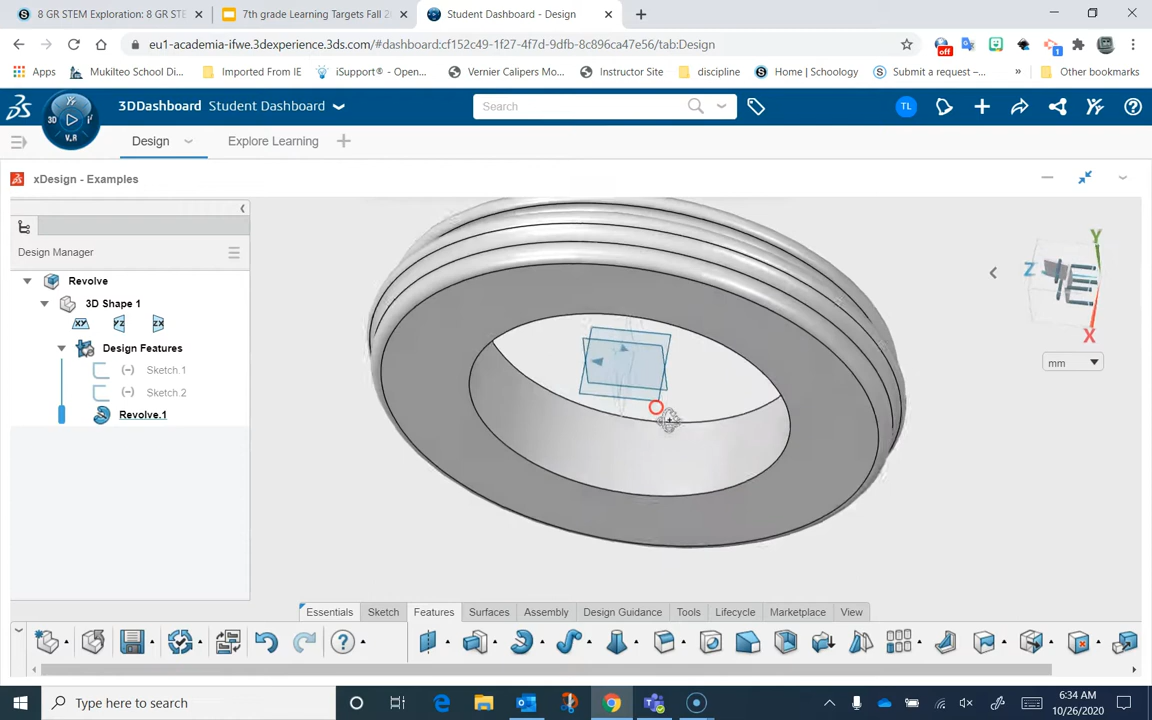 8 GR STEM Exploration: 8 GR STE
7th grade Learning Targets Fall 2
Student Dashboard - Design
eu1-academia-ifwe.3dexperience.3ds.com/#dashboard:cf152c49-1f27-4f7d-9dfb-8c896ca47e56/tab:Design
off
1
Apps
Mukilteo School Di...
Imported From IE
iSupport® - Open...
Vernier Calipers Mo...
Instructor Site
discipline
Home | Schoology
Submit a request –...
»
Other bookmarks
3D
V.R
3DDashboard
Student Dashboard
Search
TL
Design
Explore Learning
xDesign - Examples
Design Manager
Revolve
3D Shape 1
XY
YZ
ZX
Design Features
(-) Sketch.1
(-) Sketch.2
Revolve.1
Y
Z
X
mm
Essentials
Sketch
Features
Surfaces
Assembly
Design Guidance
Tools
Lifecycle
Marketplace
View
Type here to search
6:34 AM
10/26/2020